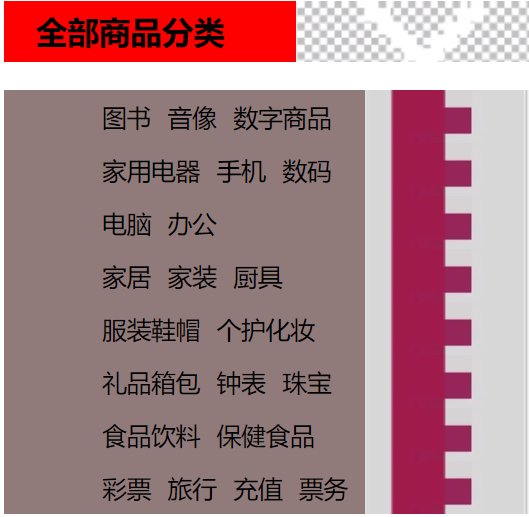 全部商品分类
图书 音像 数字商品
家用电器 手机 数码
电脑 办公
家居 家装 厨具
服装鞋帽 个护化妆
礼品箱包 钟表 珠宝
食品饮料 保健食品
彩票 旅行 充值 票务